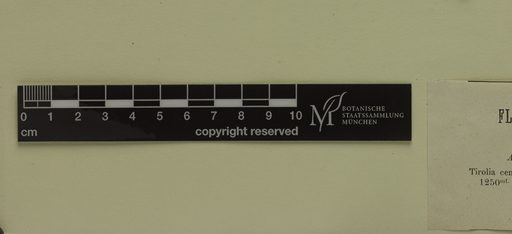 0 1 2 3 4 5 6 7 8 9 10
cm copyright reserved
M BOTANISCHE
STAATSSAMMLUNG
MÜNCHEN
FL
A
Tirolia cen
1250